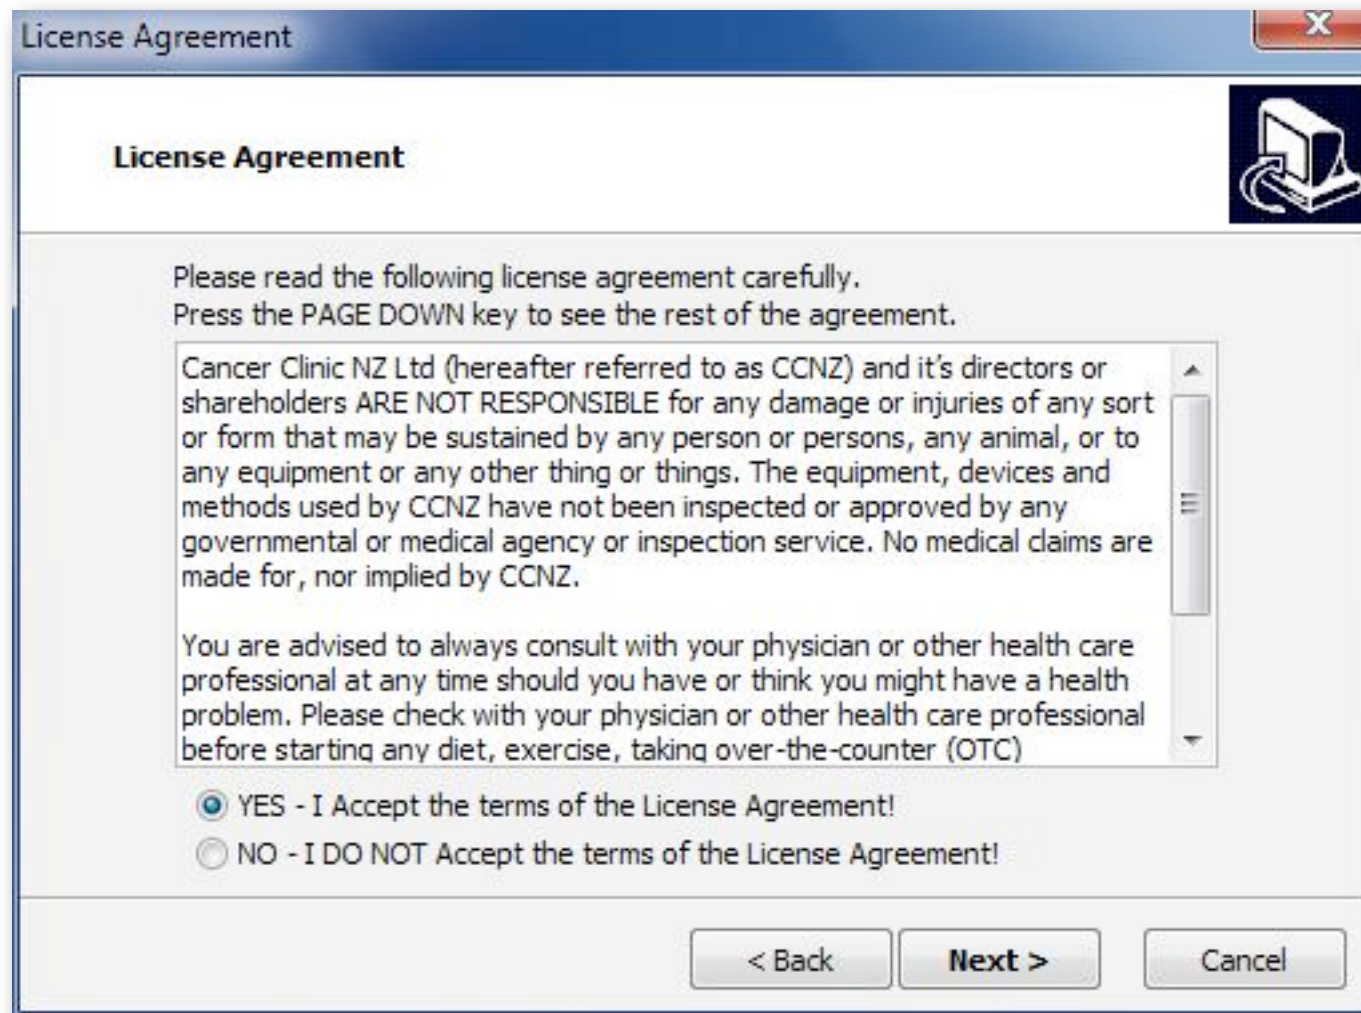 License Agreement
License Agreement
Please read the following license agreement carefully.
Press the PAGE DOWN key to see the rest of the agreement.
Cancer Clinic NZ Ltd (hereafter referred to as CCNZ) and it's directors or
shareholders ARE NOT RESPONSIBLE for any damage or injuries of any sort
or form that may be sustained by any person or persons, any animal, or to
any equipment or any other thing or things. The equipment, devices and
methods used by CCNZ have not been inspected or approved by any
governmental or medical agency or inspection service. No medical claims are
made for, nor implied by CCNZ.
You are advised to always consult with your physician or other health care
professional at any time should you have or think you might have a health
problem. Please check with your physician or other health care professional
before starting any diet, exercise, taking over-the-counter (OTC)
YES - I Accept the terms of the License Agreement!
NO - I DO NOT Accept the terms of the License Agreement!
< Back Next > Cancel